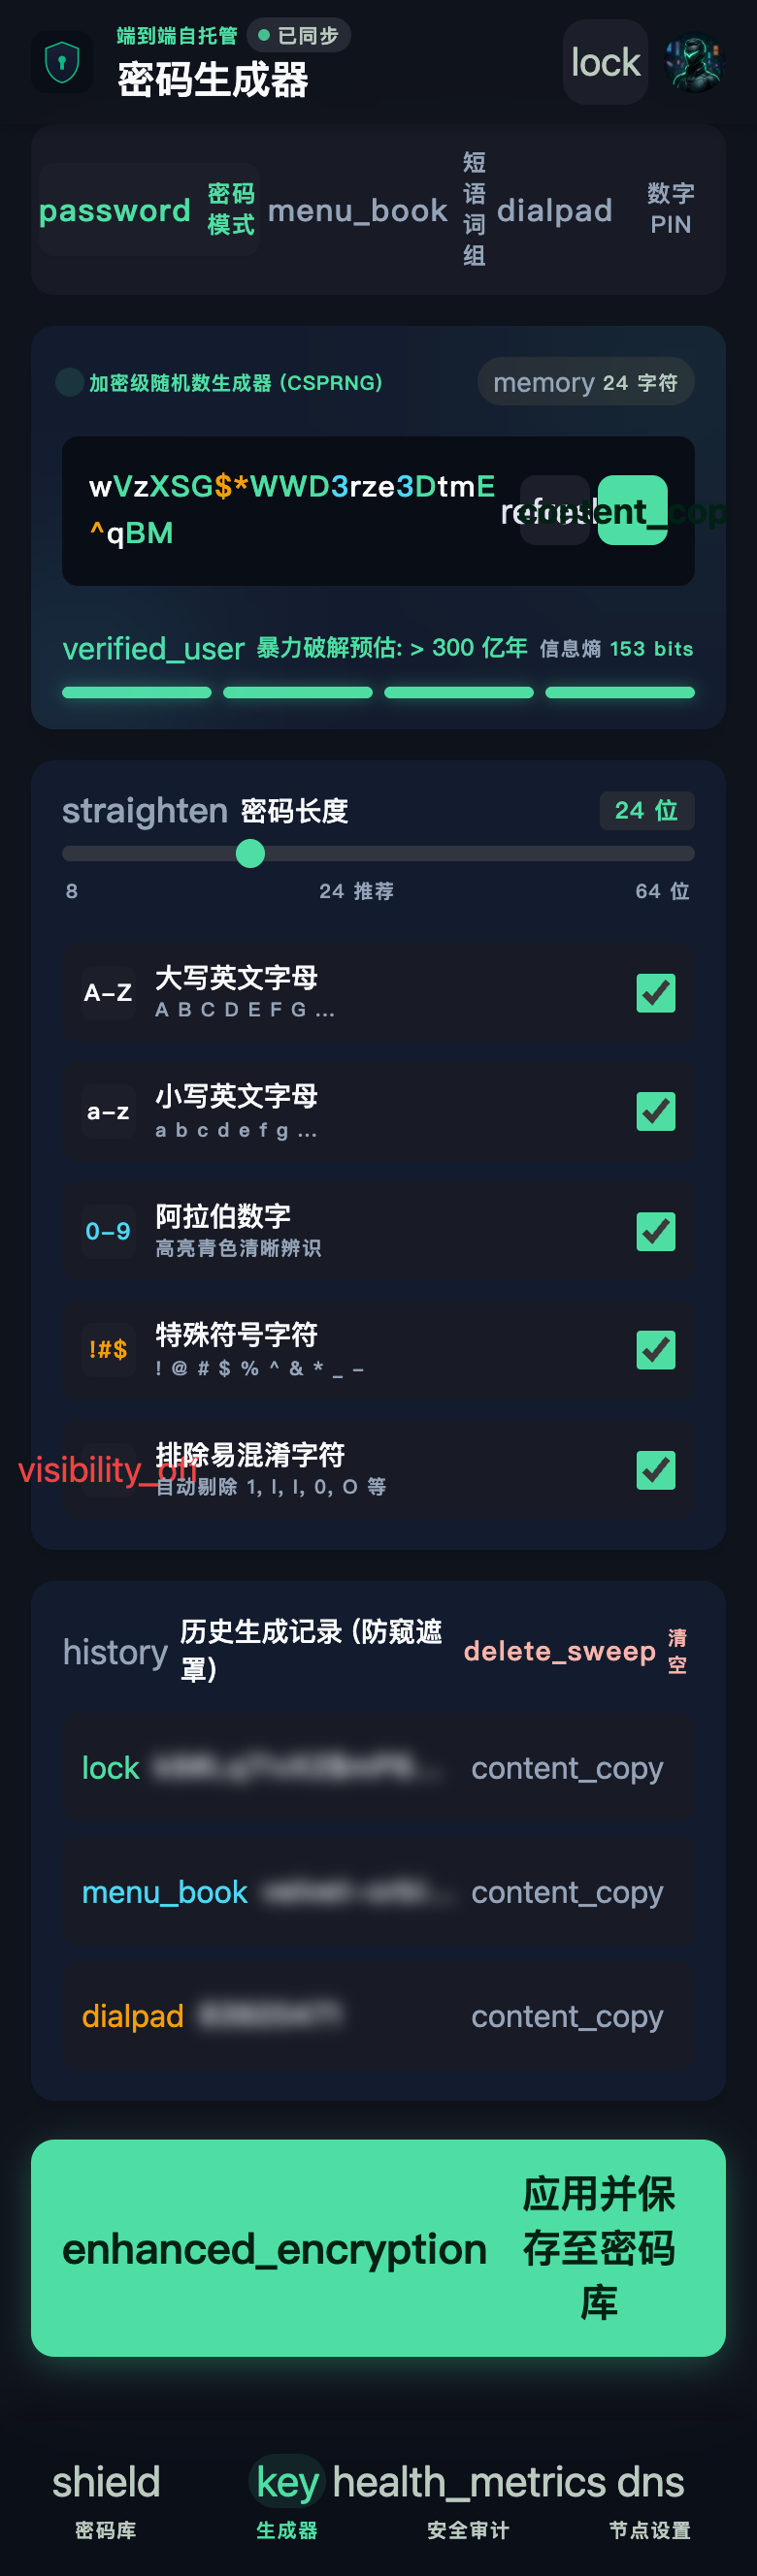 端到端自托管 已同步
密码生成器
lock
password 密码模式
menu_book 短语词组
dialpad 数字 PIN
加密级随机数生成器 (CSPRNG)
memory 24 字符
wVzXSG$*WWD3rze3DtmE
^qBM
content_cop
verified_user 暴力破解预估: > 300 亿年 信息熵 153 bits
straighten 密码长度 24 位
8 24 推荐 64 位
A-Z 大写英文字母
A B C D E F G ...
a-z 小写英文字母
a b c d e f g ...
0-9 阿拉伯数字
高亮青色清晰辨识
!#$ 特殊符号字符
! @ # $ % ^ & * _ -
visibility_off 排除易混淆字符
自动剔除 1, l, I, 0, O 等
history 历史生成记录 (防窥遮罩)
delete_sweep 清空
lock content_copy
menu_book content_copy
dialpad content_copy
enhanced_encryption 应用并保存至密码库
shield key health_metrics dns
密码库 生成器 安全审计 节点设置